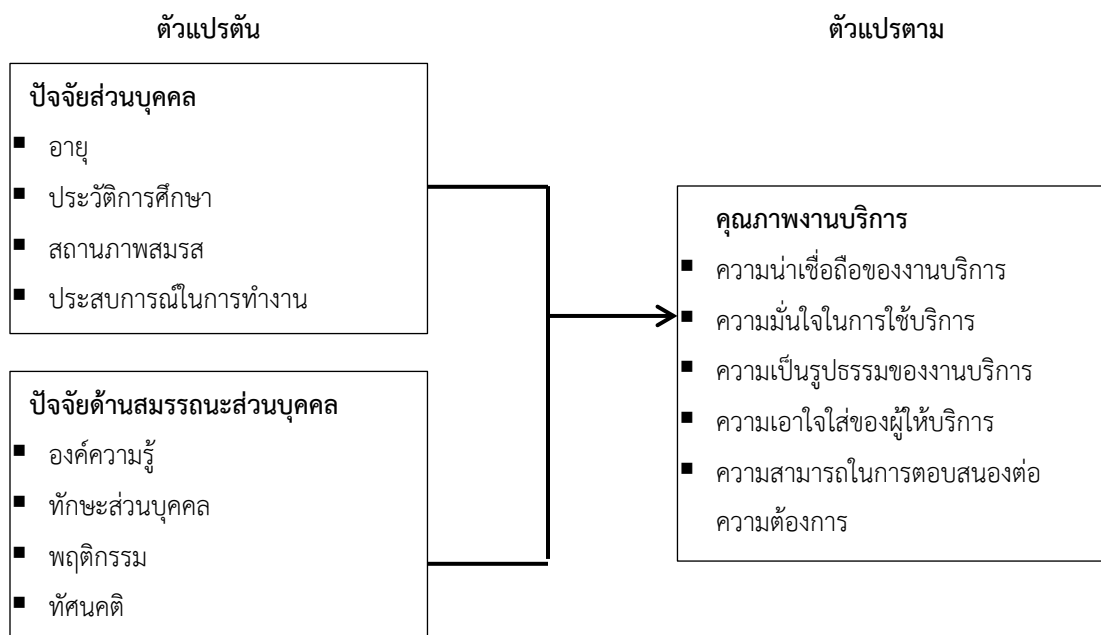 ตัวแปรต้น
ตัวแปรตาม
ปัจจัยส่วนบุคคล
▪ อายุ
▪ ประวัติการศึกษา
▪ สถานภาพสมรส
▪ ประสบการณ์ในการทำงาน
ปัจจัยด้านสมรรถนะส่วนบุคคล
▪ องค์ความรู้
▪ ทักษะส่วนบุคคล
▪ พฤติกรรม
▪ ทัศนคติ
คุณภาพงานบริการ
▪ ความน่าเชื่อถือของงานบริการ
▪ ความมั่นใจในการใช้บริการ
▪ ความเป็นรูปธรรมของงานบริการ
▪ ความเอาใจใส่ของผู้ให้บริการ
▪ ความสามารถในการตอบสนองต่อ
ความต้องการ